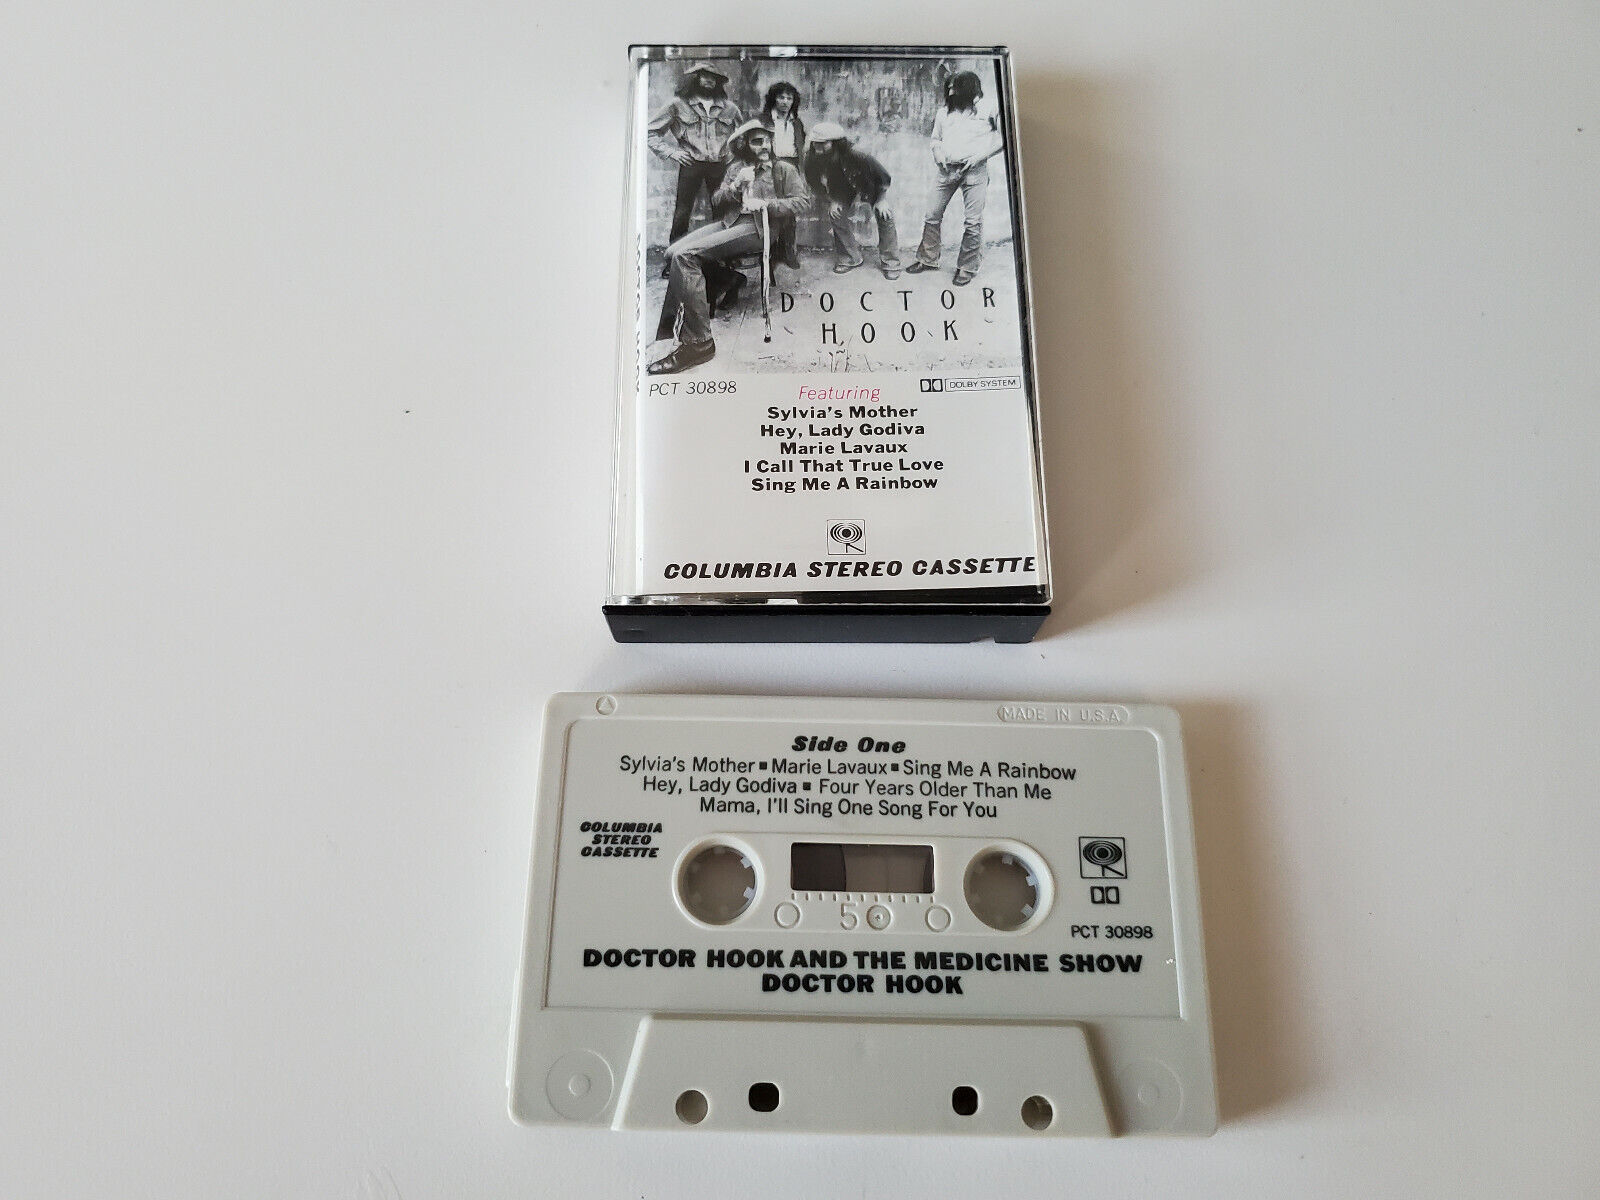 DOCTOR
HOOK
PCT 30898
Featuring
DOLBY SYSTEM
Sylvia's Mother
Hey, Lady Godiva
Marie Lavaux
I Call That True Love
Sing Me A Rainbow
COLUMBIA STEREO CASSETTE
MADE IN U.S.A.
Side One
Sylvia's Mother ■ Marie Lavaux ■ Sing Me A Rainbow
Hey, Lady Godiva ■ Four Years Older Than Me
Mama, I'll Sing One Song For You
COLUMBIA
STEREO
CASSETTE
50
PCT 30898
DOCTOR HOOK AND THE MEDICINE SHOW
DOCTOR HOOK